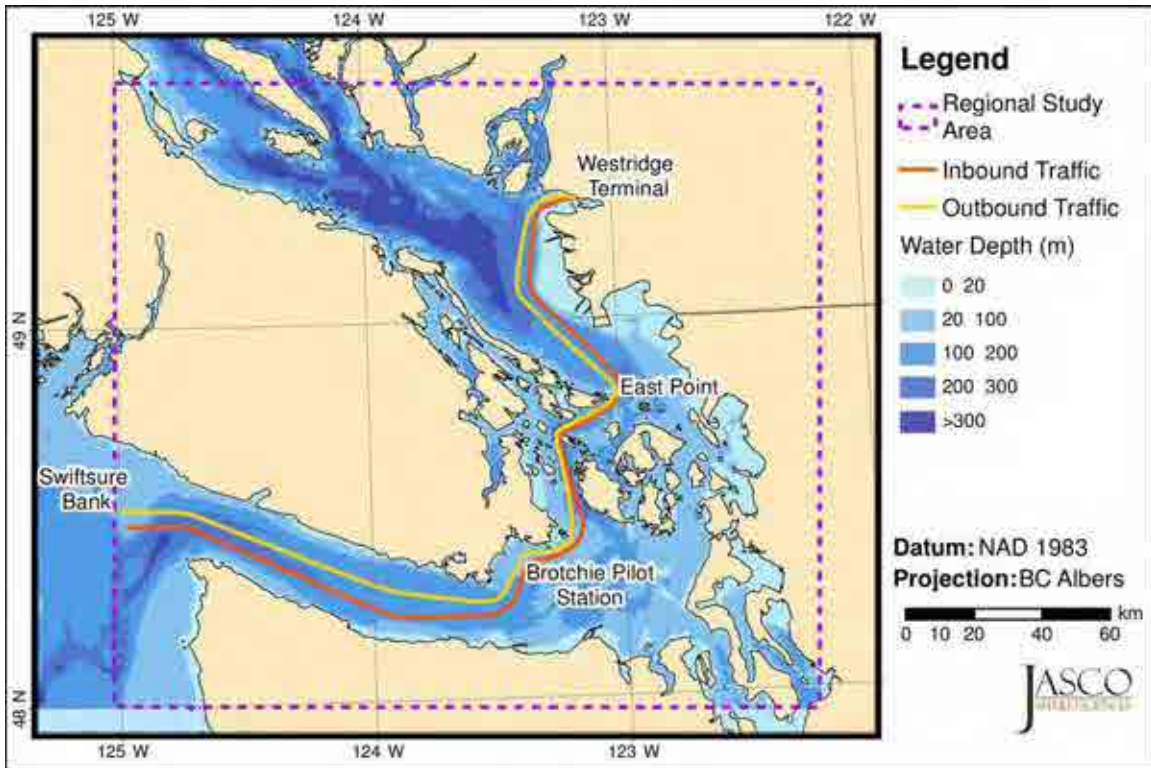 125 W 124 W 123 W 122 W
Legend
Regional Study
Area
Inbound Traffic
Outbound Traffic
Water Depth (m)
0 20
20 100
100 200
200 300
>300
Westridge
Terminal
49 N
East Point
Swiftsure
Bank
Brotchie Pilot
Station
48 N
125 W 124 W 123 W
Datum: NAD 1983
Projection: BC Albers
km
0 10 20 40 60
JASCO